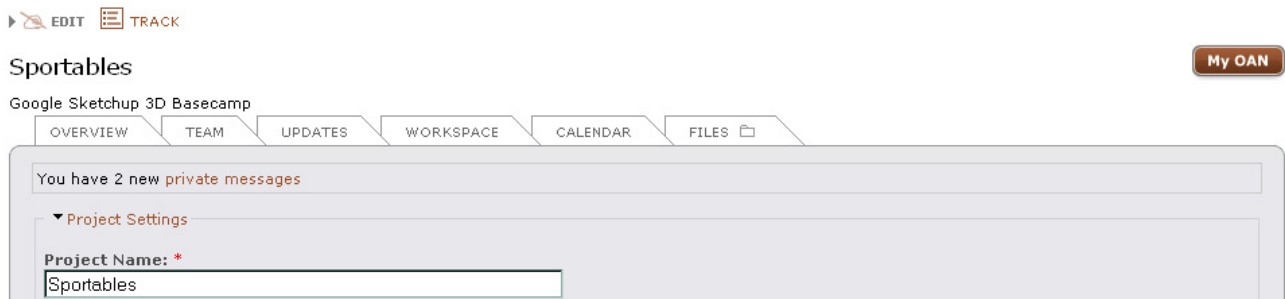 EDIT TRACK
Sportables
My OAN
Google Sketchup 3D Basecamp
OVERVIEW TEAM UPDATES WORKSPACE CALENDAR FILES
You have 2 new private messages
Project Settings
Project Name: *
Sportables